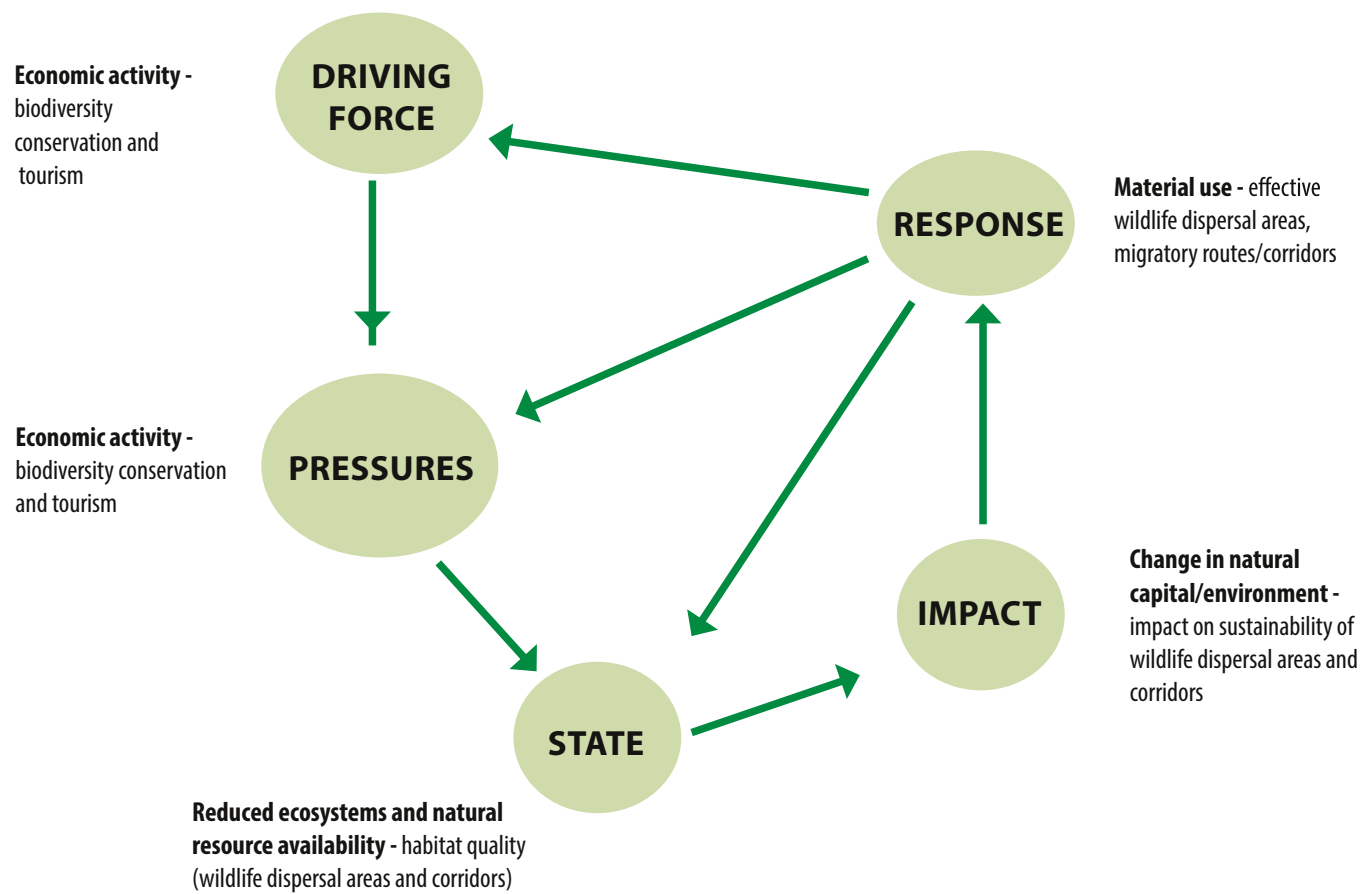 Economic activity -
biodiversity
conservation and
tourism
DRIVING
FORCE
RESPONSE
Material use - effective
wildlife dispersal areas,
migratory routes/corridors
Economic activity -
biodiversity conservation
and tourism
PRESSURES
IMPACT
Change in natural
capital/environment -
impact on sustainability of
wildlife dispersal areas and
corridors
STATE
Reduced ecosystems and natural
resource availability - habitat quality
(wildlife dispersal areas and corridors)